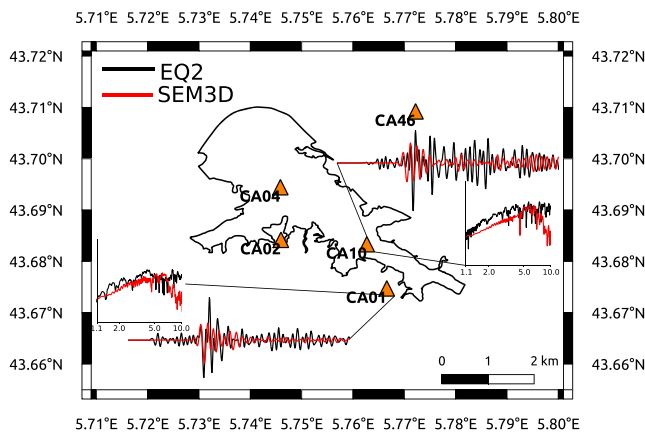 5.71°E 5.72°E 5.73°E 5.74°E 5.75°E 5.76°E 5.77°E 5.78°E 5.79°E 5.80°E
43.72°N 43.72°N
EQ2
SEM3D
43.71°N 43.71°N
CA46
43.70°N 43.70°N
CA04
43.69°N 43.69°N
CA02 CA10
43.68°N 43.68°N
1.1 2.0 5.0 10.0
CA01
43.67°N 43.67°N
1.1 2.0 5.0 10.0
43.66°N 43.66°N
0 1 2 km
5.71°E 5.72°E 5.73°E 5.74°E 5.75°E 5.76°E 5.77°E 5.78°E 5.79°E 5.80°E